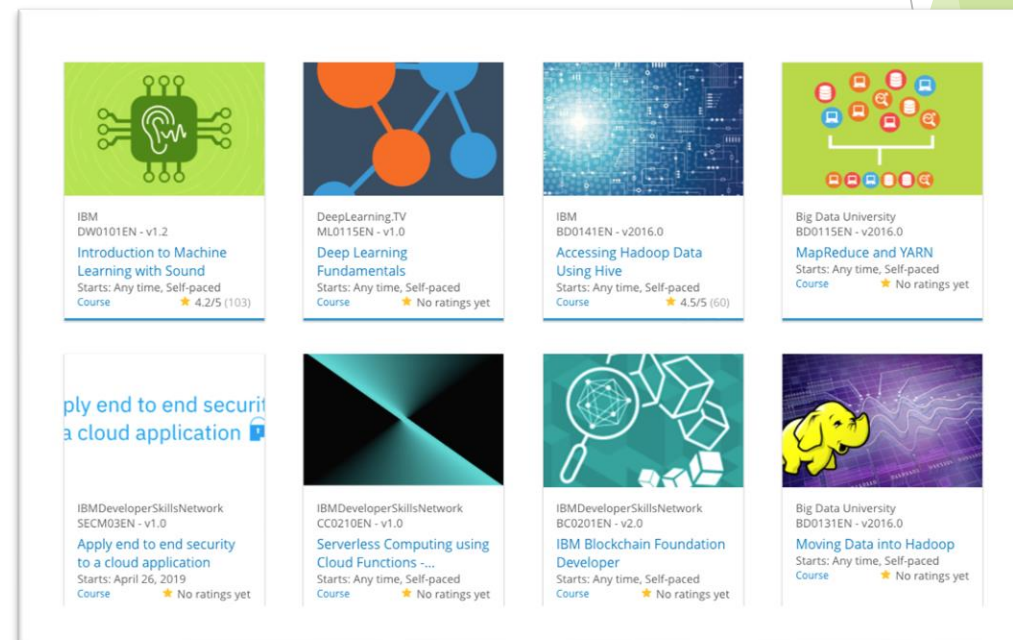 IBM
DW0101EN - v1.2
Introduction to Machine
Learning with Sound
Starts: Any time, Self-paced
Course 4.2/5 (103)
DeepLearning.TV
ML0115EN - v1.0
Deep Learning
Fundamentals
Starts: Any time, Self-paced
Course No ratings yet
IBM
BD0141EN - v2016.0
Accessing Hadoop Data
Using Hive
Starts: Any time, Self-paced
Course 4.5/5 (60)
Big Data University
BD0115EN - v2016.0
MapReduce and YARN
Starts: Any time, Self-paced
Course No ratings yet
ply end to end securit
a cloud application
IBMDeveloperSkillsNetwork
SECM03EN - v1.0
Apply end to end security
to a cloud application
Starts: April 26, 2019
Course No ratings yet
IBMDeveloperSkillsNetwork
CC0210EN - v1.0
Serverless Computing using
Cloud Functions -...
Starts: Any time, Self-paced
Course No ratings yet
IBMDeveloperSkillsNetwork
BC0201EN - v2.0
IBM Blockchain Foundation
Developer
Starts: Any time, Self-paced
Course No ratings yet
Big Data University
BD0131EN - v2016.0
Moving Data into Hadoop
Starts: Any time, Self-paced
Course No ratings yet